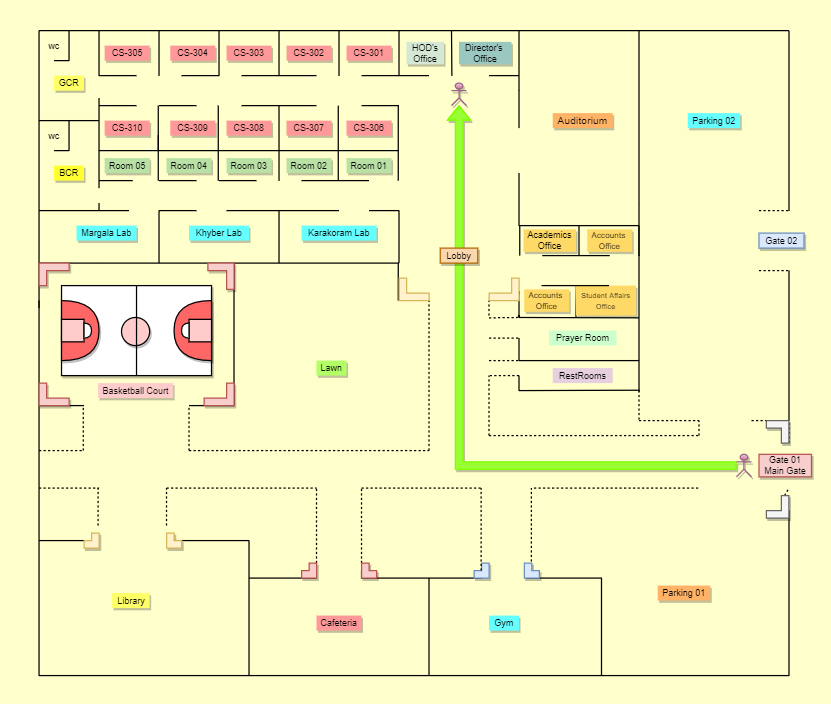 wc
CS-305
CS-304
CS-303
CS-302
CS-301
HOD's
Office
Director's
Office
GCR
CS-310
CS-309
CS-308
CS-307
CS-306
Auditorium
Parking 02
wc
Room 05
Room 04
Room 03
Room 02
Room 01
BCR
Margala Lab
Khyber Lab
Karakoram Lab
Academics
Office
Accounts
Office
Gate 02
Lobby
Accounts
Office
Student Affairs
Office
Prayer Room
Lawn
RestRooms
Basketball Court
Gate 01
Main Gate
Library
Cafeteria
Gym
Parking 01